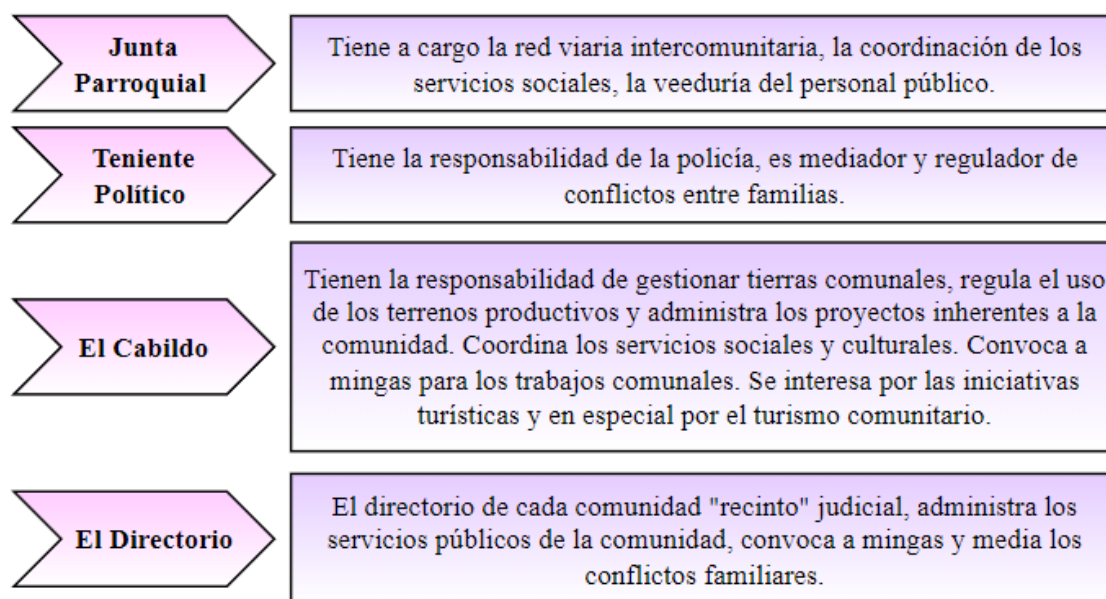 Junta
Parroquial
Tiene a cargo la red viaria intercomunitaria, la coordinación de los
servicios sociales, la veeduría del personal público.
Teniente
Político
Tiene la responsabilidad de la policía, es mediador y regulador de
conflictos entre familias.
El Cabildo
Tienen la responsabilidad de gestionar tierras comunales, regula el uso
de los terrenos productivos y administra los proyectos inherentes a la
comunidad. Coordina los servicios sociales y culturales. Convoca a
mingas para los trabajos comunales. Se interesa por las iniciativas
turísticas y en especial por el turismo comunitario.
El Directorio
El directorio de cada comunidad "recinto" judicial, administra los
servicios públicos de la comunidad, convoca a mingas y media los
conflictos familiares.